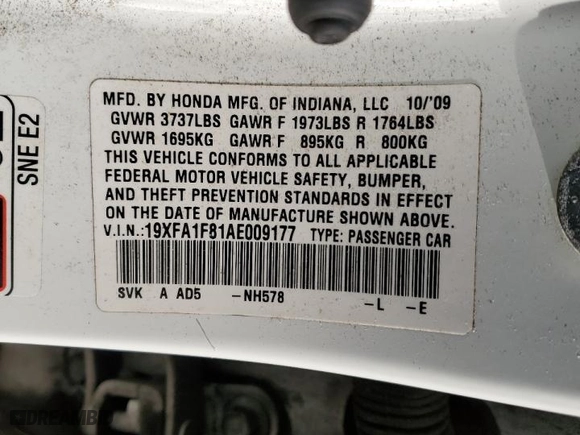 MFD. BY HONDA MFG. OF INDIANA, LLC 10/'09
GVWR 3737LBS GAWR F 1973LBS R 1764LBS
GVWR 1695KG GAWR F 895KG R 800KG
THIS VEHICLE CONFORMS TO ALL APPLICABLE
FEDERAL MOTOR VEHICLE SAFETY, BUMPER,
AND THEFT PREVENTION STANDARDS IN EFFECT
ON THE DATE OF MANUFACTURE SHOWN ABOVE.
V.I.N.:19XFA1F81AE009177 TYPE: PASSENGER CAR
SVK A AD5 -NH578 -L -E
SNE E2